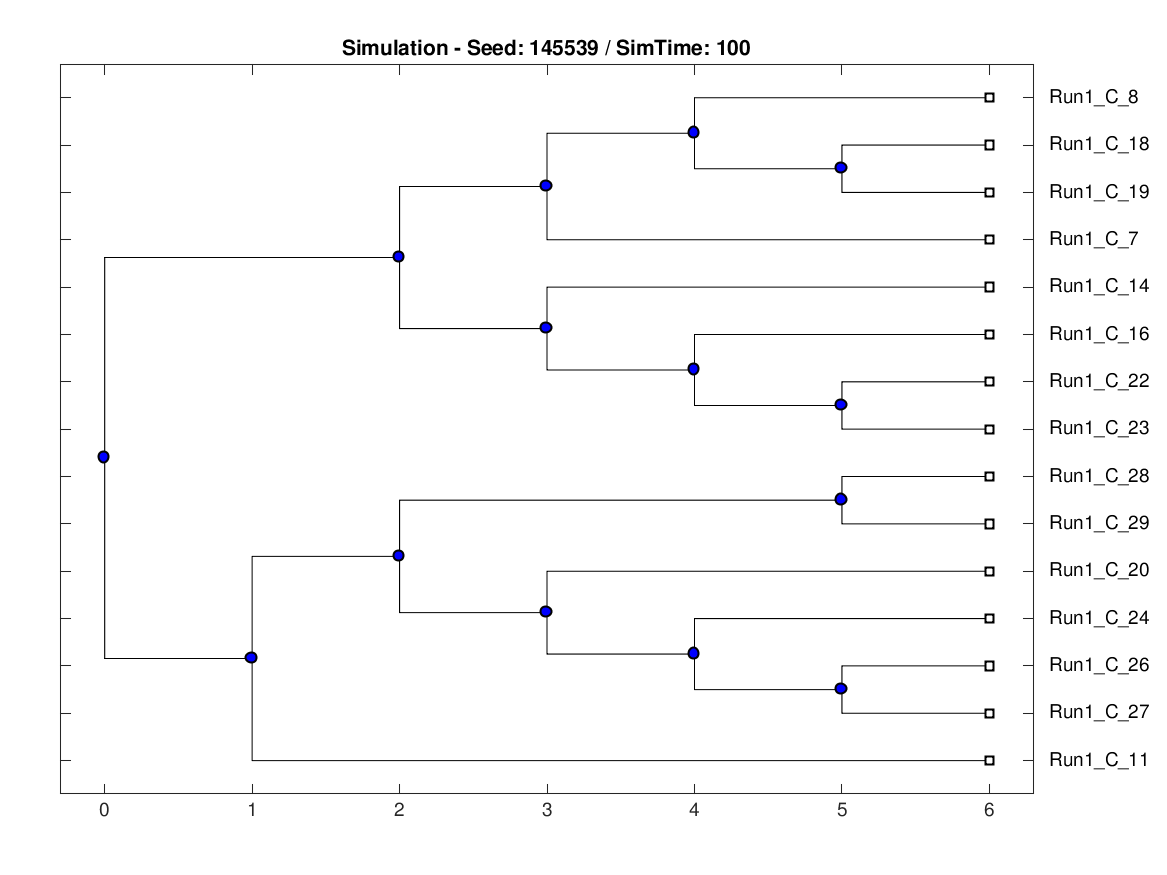 Simulation - Seed: 145539 / SimTime: 100
Run1_C_8
Run1_C_18
Run1_C_19
Run1_C_7
Run1_C_14
Run1_C_16
Run1_C_22
Run1_C_23
Run1_C_28
Run1_C_29
Run1_C_20
Run1_C_24
Run1_C_26
Run1_C_27
Run1_C_11
0 1 2 3 4 5 6